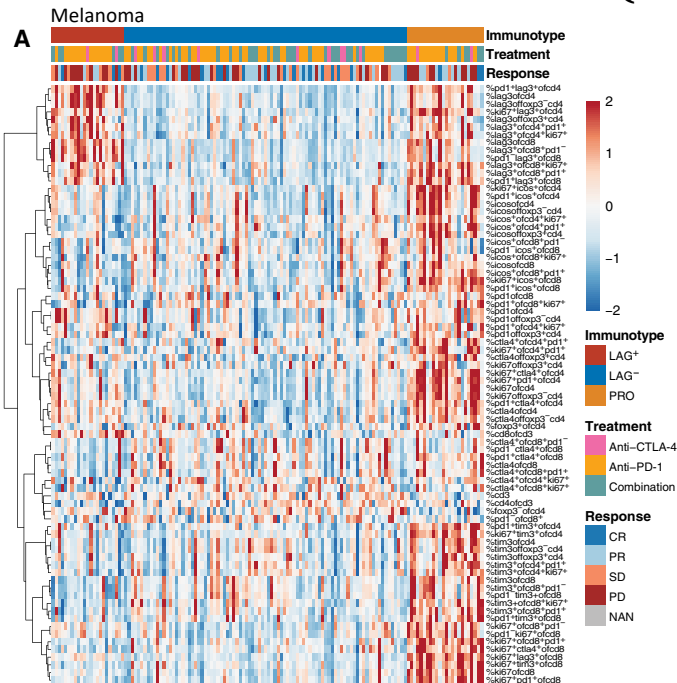 Melanoma
A
Immunotype
Treatment
Response
%pd1⁺lag3⁺ofcd4
%lag3ofcd4
%lag3offoxp3⁻cd4
%ki67⁺lag3⁺ofcd4
%lag3offoxp3⁺cd4
%lag3⁺ofcd4⁺pd1⁺
%lag3⁺ofcd4⁺ki67⁺
%lag3ofcd8
%lag3⁺ofcd8⁺pd1⁻
%pd1⁻lag3⁺ofcd8
%lag3⁺ofcd8⁺ki67⁺
%lag3⁺ofcd8⁺pd1⁺
%pd1⁺lag3⁺ofcd8
%ki67⁺icos⁺ofcd4
%pd1⁺icos⁺ofcd4
%icosofcd4
%icosoffoxp3⁻cd4
%icos⁺ofcd4⁺ki67⁺
%icos⁺ofcd4⁺pd1⁺
%icosoffoxp3⁺cd4
%icos⁺ofcd8⁺pd1⁻
%pd1⁻icos⁺ofcd8
%icos⁺ofcd8⁺ki67⁺
%icosofcd8
%icos⁺ofcd8⁺pd1⁺
%ki67⁺icos⁺ofcd8
%pd1⁺icos⁺ofcd8
%pd1ofcd8
%pd1⁺ofcd8⁺ki67⁺
%pd1ofcd4
%pd1offoxp3⁻cd4
%pd1⁺ofcd4⁺ki67⁺
%pd1offoxp3⁺cd4
%ctla4⁺ofcd4⁺pd1⁺
%ki67⁺ofcd4⁺pd1⁺
%ctla4offoxp3⁺cd4
%ki67offoxp3⁺cd4
%ki67⁺ctla4⁺ofcd4
%ki67⁺pd1⁺ofcd4
%ki67ofcd4
%ki67offoxp3⁻cd4
%pd1⁺ctla4⁺ofcd4
%ctla4ofcd4
%ctla4offoxp3⁻cd4
%foxp3⁺ofcd4
%cd8ofcd3
%ctla4⁺ofcd8⁺pd1⁻
%pd1⁻ctla4⁺ofcd8
%pd1⁺ctla4⁺ofcd8
%ctla4ofcd8
%ctla4⁺ofcd8⁺pd1⁺
%ctla4⁺ofcd4⁺ki67⁺
%ctla4⁺ofcd8⁺ki67⁺
%cd3
%cd4ofcd3
%foxp3⁻ofcd4
%pd1⁻ofcd8⁺
%pd1⁺tim3⁺ofcd4
%ki67⁺tim3⁺ofcd4
%tim3ofcd4
%tim3offoxp3⁻cd4
%tim3offoxp3⁺cd4
%tim3⁺ofcd4⁺pd1⁺
%tim3⁺ofcd4⁺ki67⁺
%tim3ofcd8
%tim3⁺ofcd8⁺pd1⁻
%pd1⁻tim3+ofcd8
%tim3+ofcd8⁺ki67⁺
%tim3⁺ofcd8⁺pd1⁺
%pd1⁺tim3⁺ofcd8
%ki67⁺ofcd8⁺pd1⁻
%pd1⁻ki67⁺ofcd8
%ki67⁺ofcd8⁺pd1⁺
%ki67⁺ctla4⁺ofcd8
%ki67⁺lag3⁺ofcd8
%ki67⁺tim3⁺ofcd8
%ki67ofcd8
%ki67⁺pd1⁺ofcd8
2
1
0
−1
−2
Immunotype
LAG⁺
LAG⁻
PRO
Treatment
Anti−CTLA-4
Anti−PD-1
Combination
Response
CR
PR
SD
PD
NAN